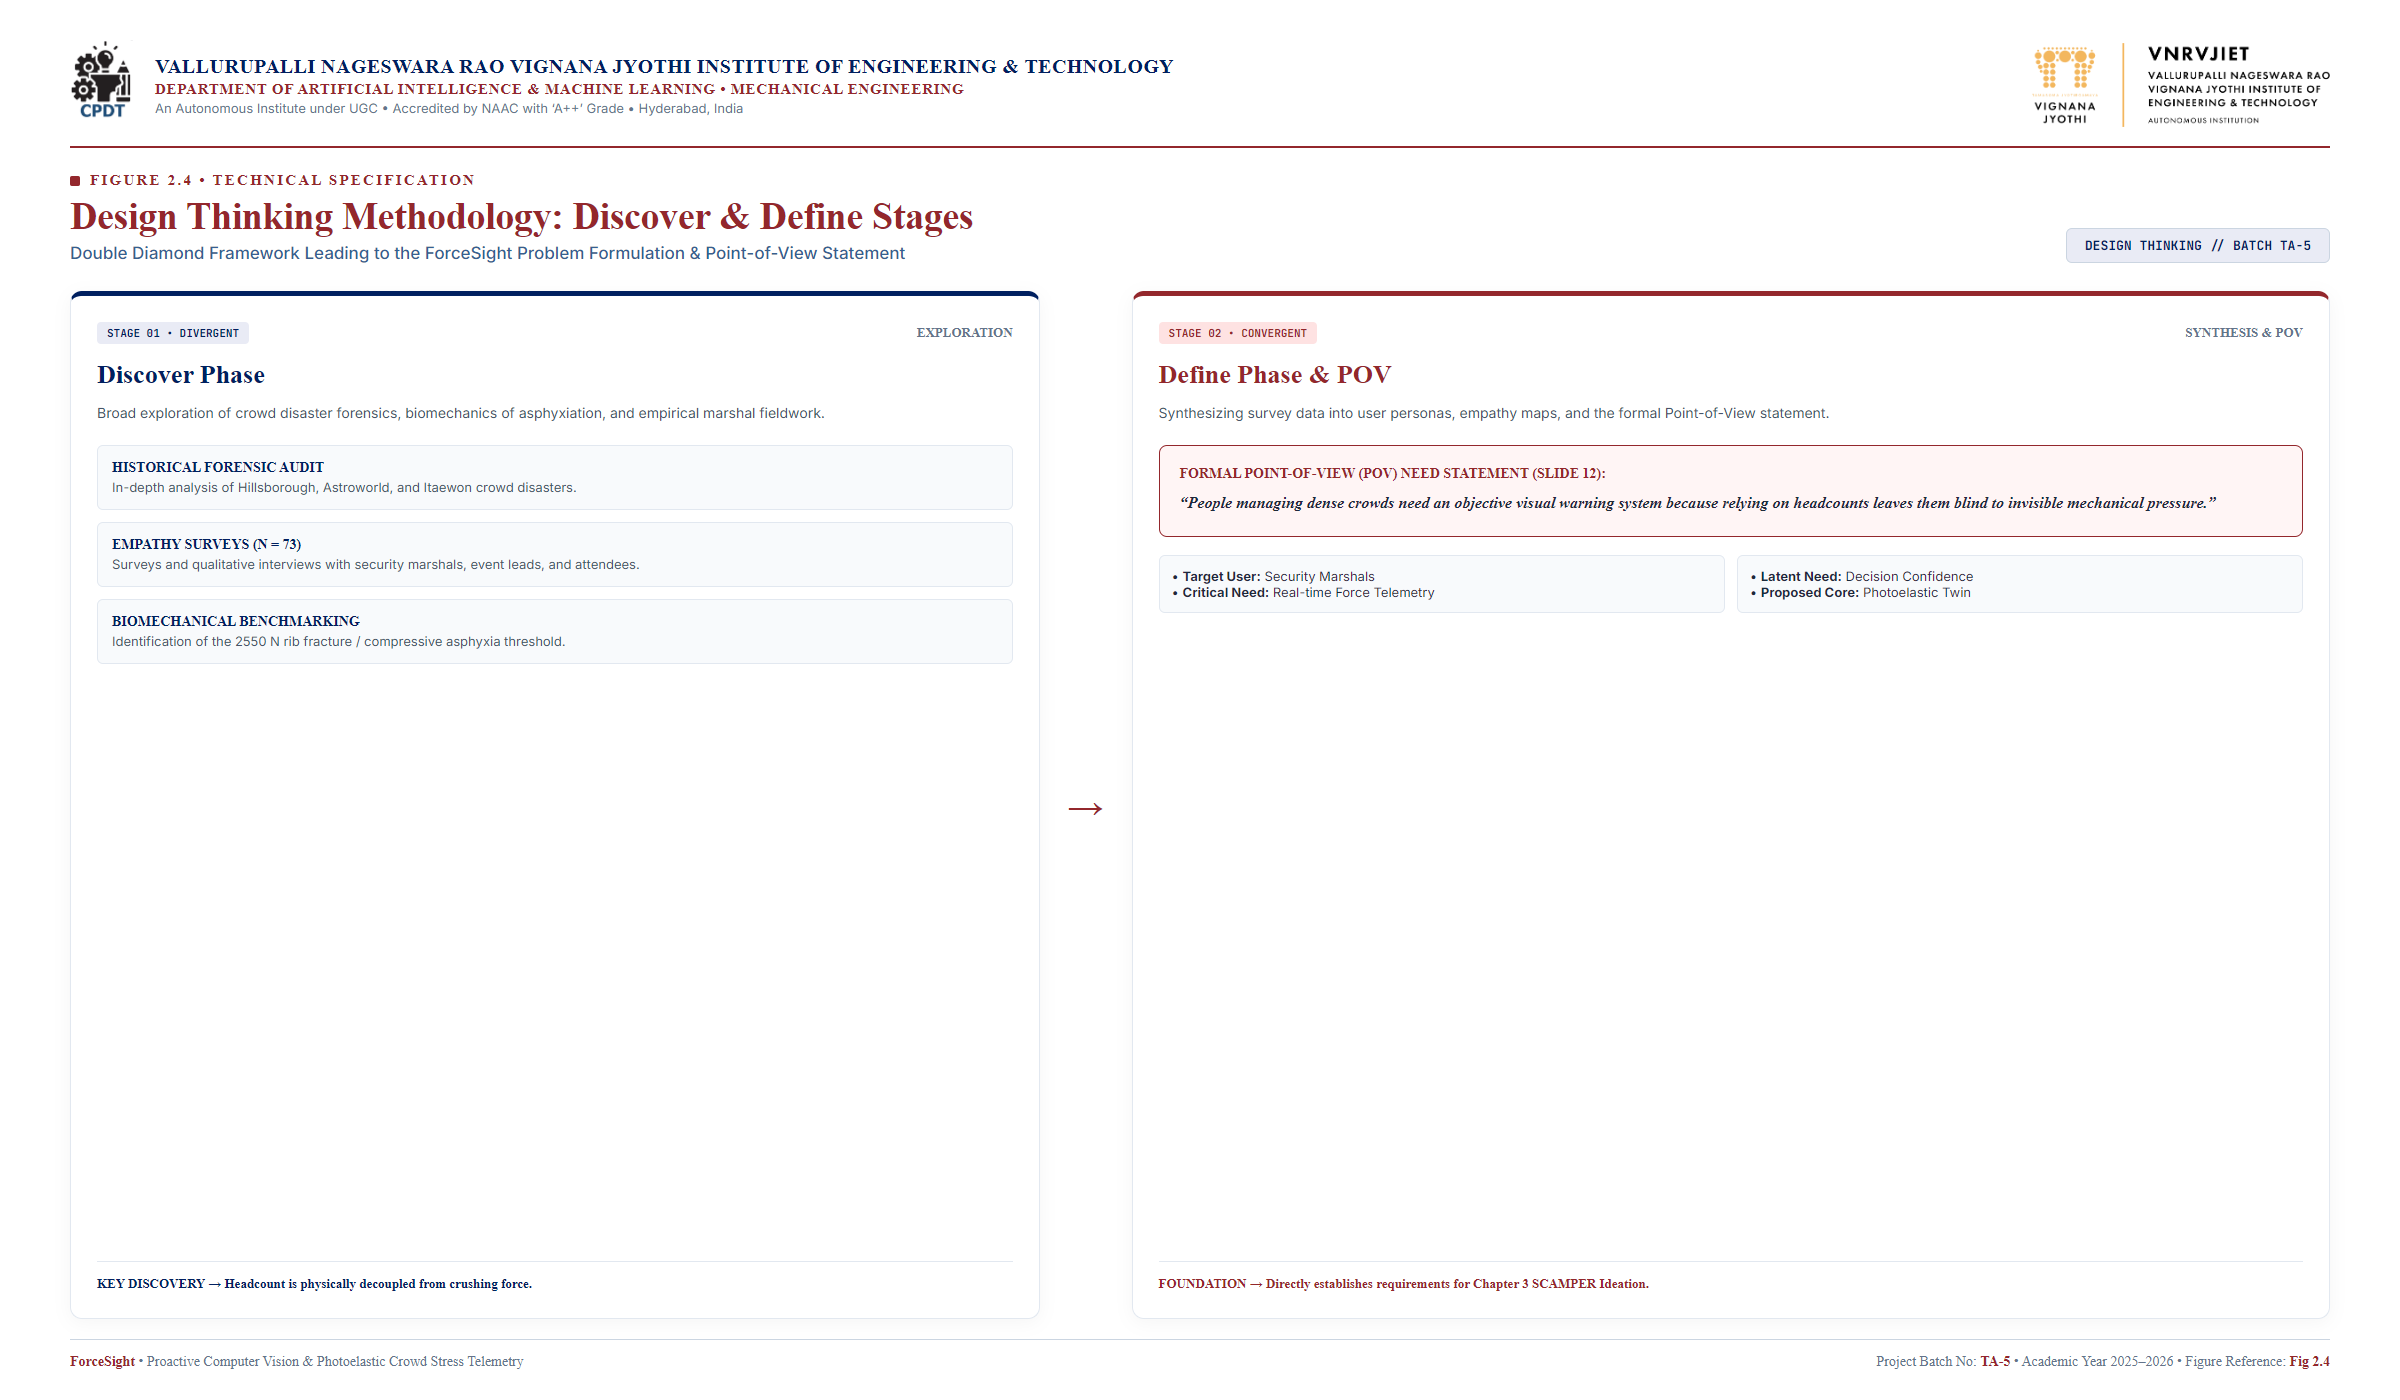 CPDT
VALLURUPALLI NAGESWARA RAO VIGNANA JYOTHI INSTITUTE OF ENGINEERING & TECHNOLOGY
DEPARTMENT OF ARTIFICIAL INTELLIGENCE & MACHINE LEARNING • MECHANICAL ENGINEERING
An Autonomous Institute under UGC • Accredited by NAAC with ‘A++’ Grade • Hyderabad, India
VIGNANA
JYOTHI
VNRVJIET
VALLURUPALLI NAGESWARA RAO
VIGNANA JYOTHI INSTITUTE OF
ENGINEERING & TECHNOLOGY
AUTONOMOUS INSTITUTION
FIGURE 2.4 • TECHNICAL SPECIFICATION
Design Thinking Methodology: Discover & Define Stages
Double Diamond Framework Leading to the ForceSight Problem Formulation & Point-of-View Statement
DESIGN THINKING // BATCH TA-5
STAGE 01 • DIVERGENT
EXPLORATION
Discover Phase
Broad exploration of crowd disaster forensics, biomechanics of asphyxiation, and empirical marshal fieldwork.
HISTORICAL FORENSIC AUDIT
In-depth analysis of Hillsborough, Astroworld, and Itaewon crowd disasters.
EMPATHY SURVEYS (N = 73)
Surveys and qualitative interviews with security marshals, event leads, and attendees.
BIOMECHANICAL BENCHMARKING
Identification of the 2550 N rib fracture / compressive asphyxia threshold.
KEY DISCOVERY → Headcount is physically decoupled from crushing force.
→
STAGE 02 • CONVERGENT
SYNTHESIS & POV
Define Phase & POV
Synthesizing survey data into user personas, empathy maps, and the formal Point-of-View statement.
FORMAL POINT-OF-VIEW (POV) NEED STATEMENT (SLIDE 12):
“People managing dense crowds need an objective visual warning system because relying on headcounts leaves them blind to invisible mechanical pressure.”
• Target User: Security Marshals
• Critical Need: Real-time Force Telemetry
• Latent Need: Decision Confidence
• Proposed Core: Photoelastic Twin
FOUNDATION → Directly establishes requirements for Chapter 3 SCAMPER Ideation.
ForceSight • Proactive Computer Vision & Photoelastic Crowd Stress Telemetry
Project Batch No: TA-5 • Academic Year 2025–2026 • Figure Reference: Fig 2.4